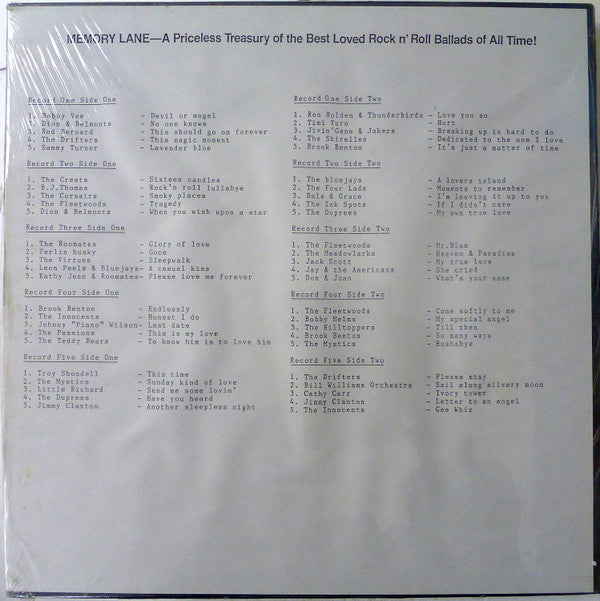 MEMORY LANE—A Priceless Treasury of the Best Loved Rock n' Roll Ballads of All Time!
Record One Side One
1. Bobby Vee - Devil or angel
2. Dion & Belmonts - No one knows
3. Rod Bernard - This should go on forever
4. The Drifters - This magic moment
5. Sammy Turner - Lavender blue
Record Two Side One
1. The Crests - Sixteen candles
2. B.J.Thomas - Rock'n roll lullabye
3. The Corsairs - Smoky places
4. The Fleetwoods - Tragedy
5. Dion & Belmonts - When you wish upon a star
Record Three Side One
1. The Roomates - Glory of love
2. Ferlin husky - Gone
3. The Virtues - Sleepwalk
4. Leon Peels & Bluejays- A casual kiss
5. Kathy Jean & Roomates- Please love me forever
Record Four Side One
1. Brook Benton - Endlessly
2. The Innocents - Honest I do
3. Johnny "Piano" Wilson- Last date
4. The Passions - This is my love
5. The Teddy Bears - To know him is to love him
Record Five Side One
1. Troy Shondell - This time
2. The Mystics - Sunday kind of love
3. Little Richard - Send me some lovin'
4. The Duprees - Have you heard
5. Jimmy Clanton - Another sleepless night
Record One Side Two
1. Ron Holden & Thunderbirds - Love you so
2. Timi Yuro - Hurt
3. Jivin'Gene & Jokers - Breaking up is hard to do
4. The Shirelles - Dedicated to the one I love
5. Brook Benton - It's just a matter of time
Record Two Side Two
1. The bluejays - A lovers island
2. The Four Lads - Moments to remember
3. Dale & Grace - I'm leaving it up to you
4. The Ink Spots - If I didn't care
5. The Duprees - My own true love
Record Three Side Two
1. The Fleetwoods - Mr.Blue
2. The Meadowlarks - Heaven & Paradise
3. Jack Scott - My true love
4. Jay & the Americans - She cried
5. Don & Juan - What's your name
Record Four Side Two
1. The Fleetwoods - Come softly to me
2. Bobby Helms - My special angel
3. The Hilltoppers - Till then
4. Brook Benton - So many ways
5. The Mystics - Hushabye
Record Five Side Two
1. The Drifters - Please stay
2. Bill Williams Orchestra - Sail along silvery moon
3. Cathy Carr - Ivory tower
4. Jimmy Clanton - Letter to an angel
5. The Innocents - Gee Whiz